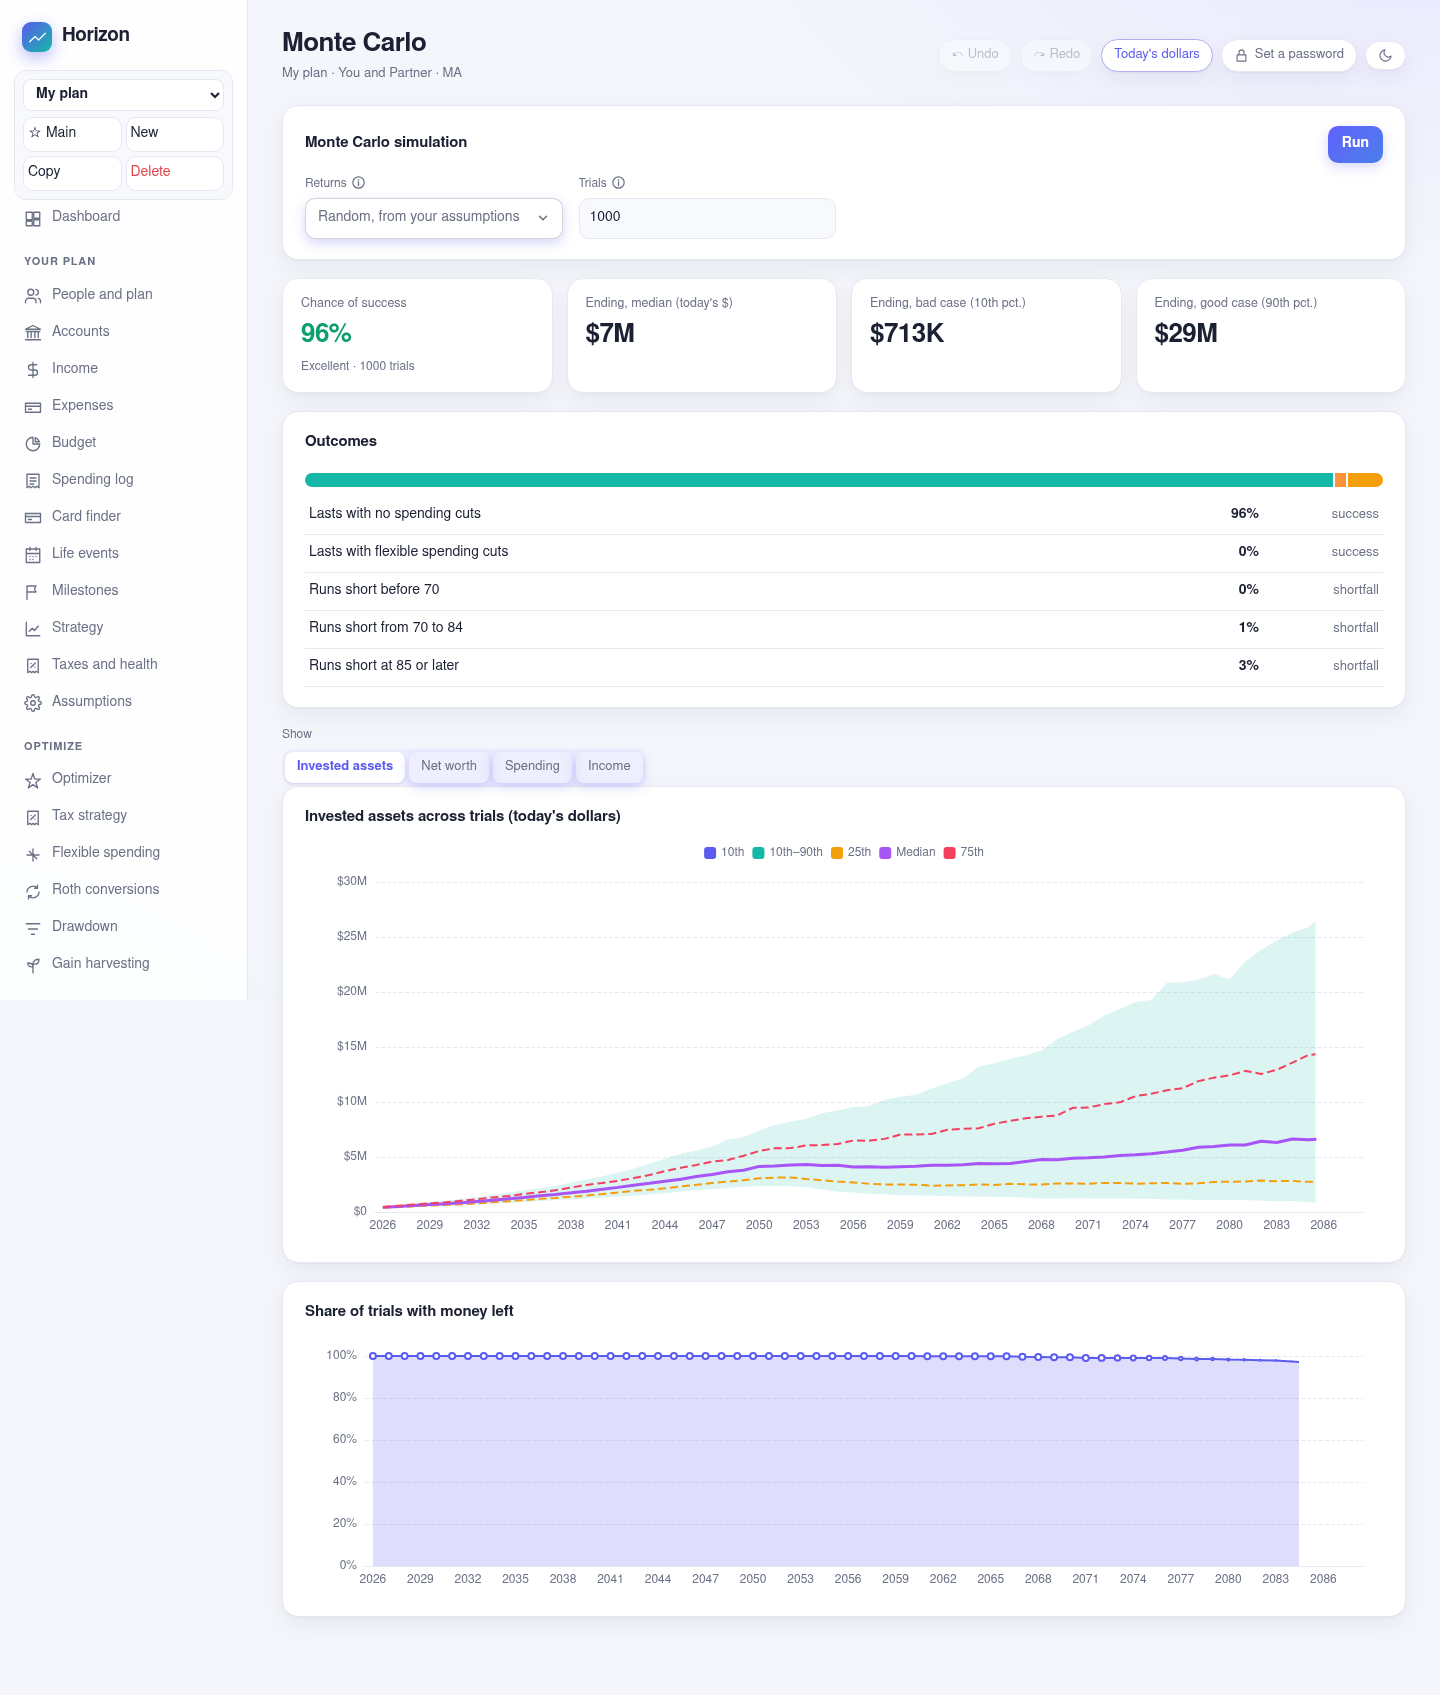 Horizon
My plan
☆ Main
New
Copy
Delete
Dashboard
YOUR PLAN
People and plan
Accounts
Income
Expenses
Budget
Spending log
Card finder
Life events
Milestones
Strategy
Taxes and health
Assumptions
OPTIMIZE
Optimizer
Tax strategy
Flexible spending
Roth conversions
Drawdown
Gain harvesting
Monte Carlo
My plan · You and Partner · MA
Undo
Redo
Today's dollars
Set a password
Monte Carlo simulation
Run
Returns
Trials
Random, from your assumptions
1000
Chance of success
96%
Excellent · 1000 trials
Ending, median (today's $)
$7M
Ending, bad case (10th pct.)
$713K
Ending, good case (90th pct.)
$29M
Outcomes
Lasts with no spending cuts 96% success
Lasts with flexible spending cuts 0% success
Runs short before 70 0% shortfall
Runs short from 70 to 84 1% shortfall
Runs short at 85 or later 3% shortfall
Show
Invested assets
Net worth
Spending
Income
Invested assets across trials (today's dollars)
10th 10th–90th 25th Median 75th
$30M
$25M
$20M
$15M
$10M
$5M
$0
2026 2029 2032 2035 2038 2041 2044 2047 2050 2053 2056 2059 2062 2065 2068 2071 2074 2077 2080 2083 2086
Share of trials with money left
100%
80%
60%
40%
20%
0%
2026 2029 2032 2035 2038 2041 2044 2047 2050 2053 2056 2059 2062 2065 2068 2071 2074 2077 2080 2083 2086